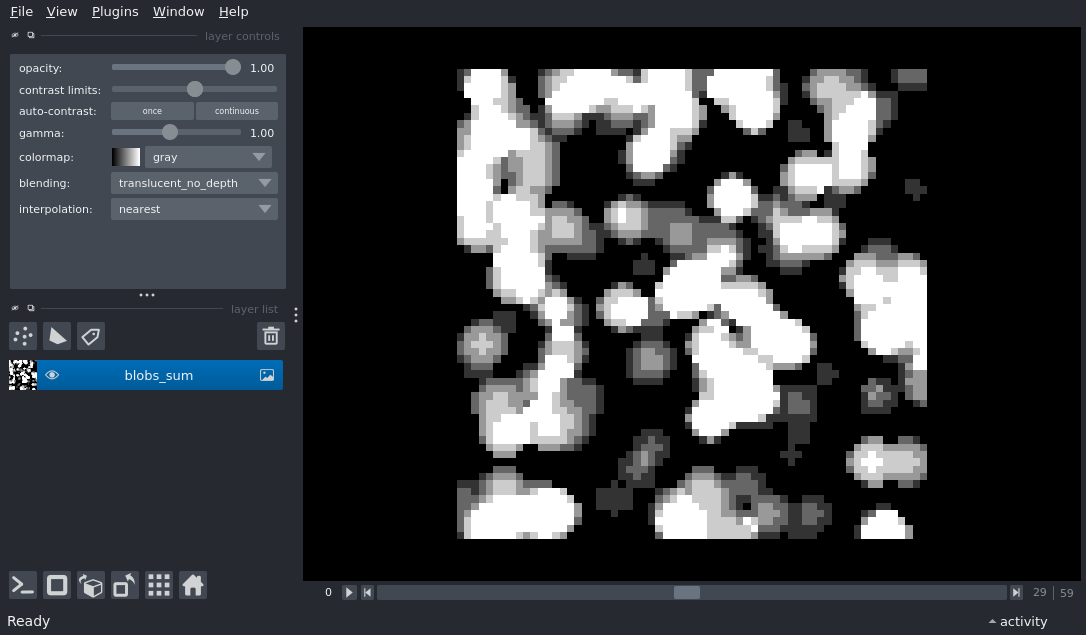 File View Plugins Window Help
layer controls
opacity: 1.00
contrast limits:
auto-contrast: once continuous
gamma: 1.00
colormap: gray
blending: translucent_no_depth
interpolation: nearest
layer list
blobs_sum
0 29 | 59
Ready activity